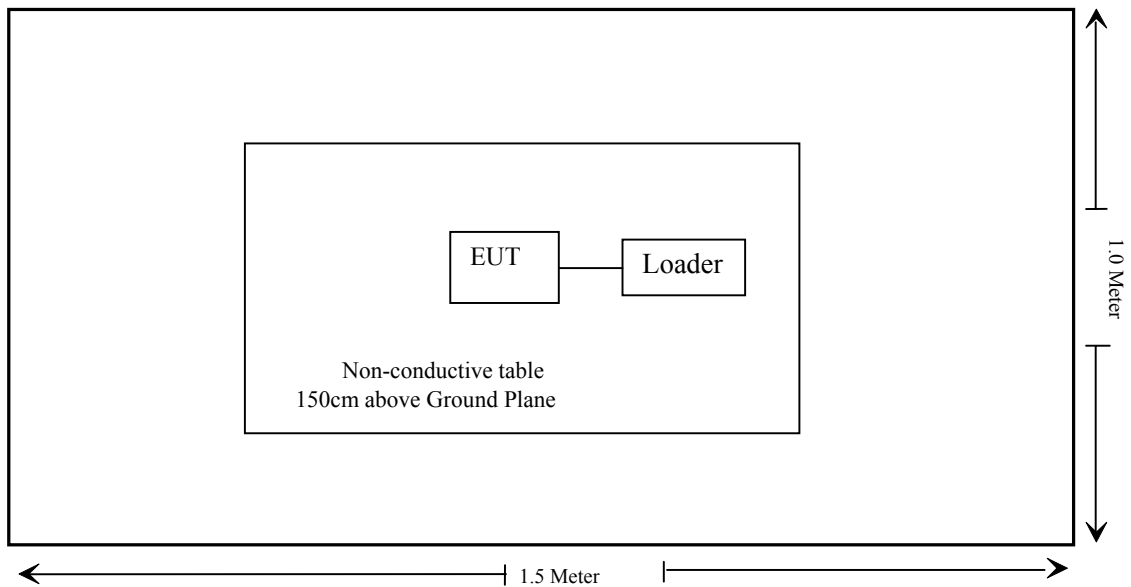 EUT
Loader
Non-conductive table
150cm above Ground Plane
1.0 Meter
1.5 Meter